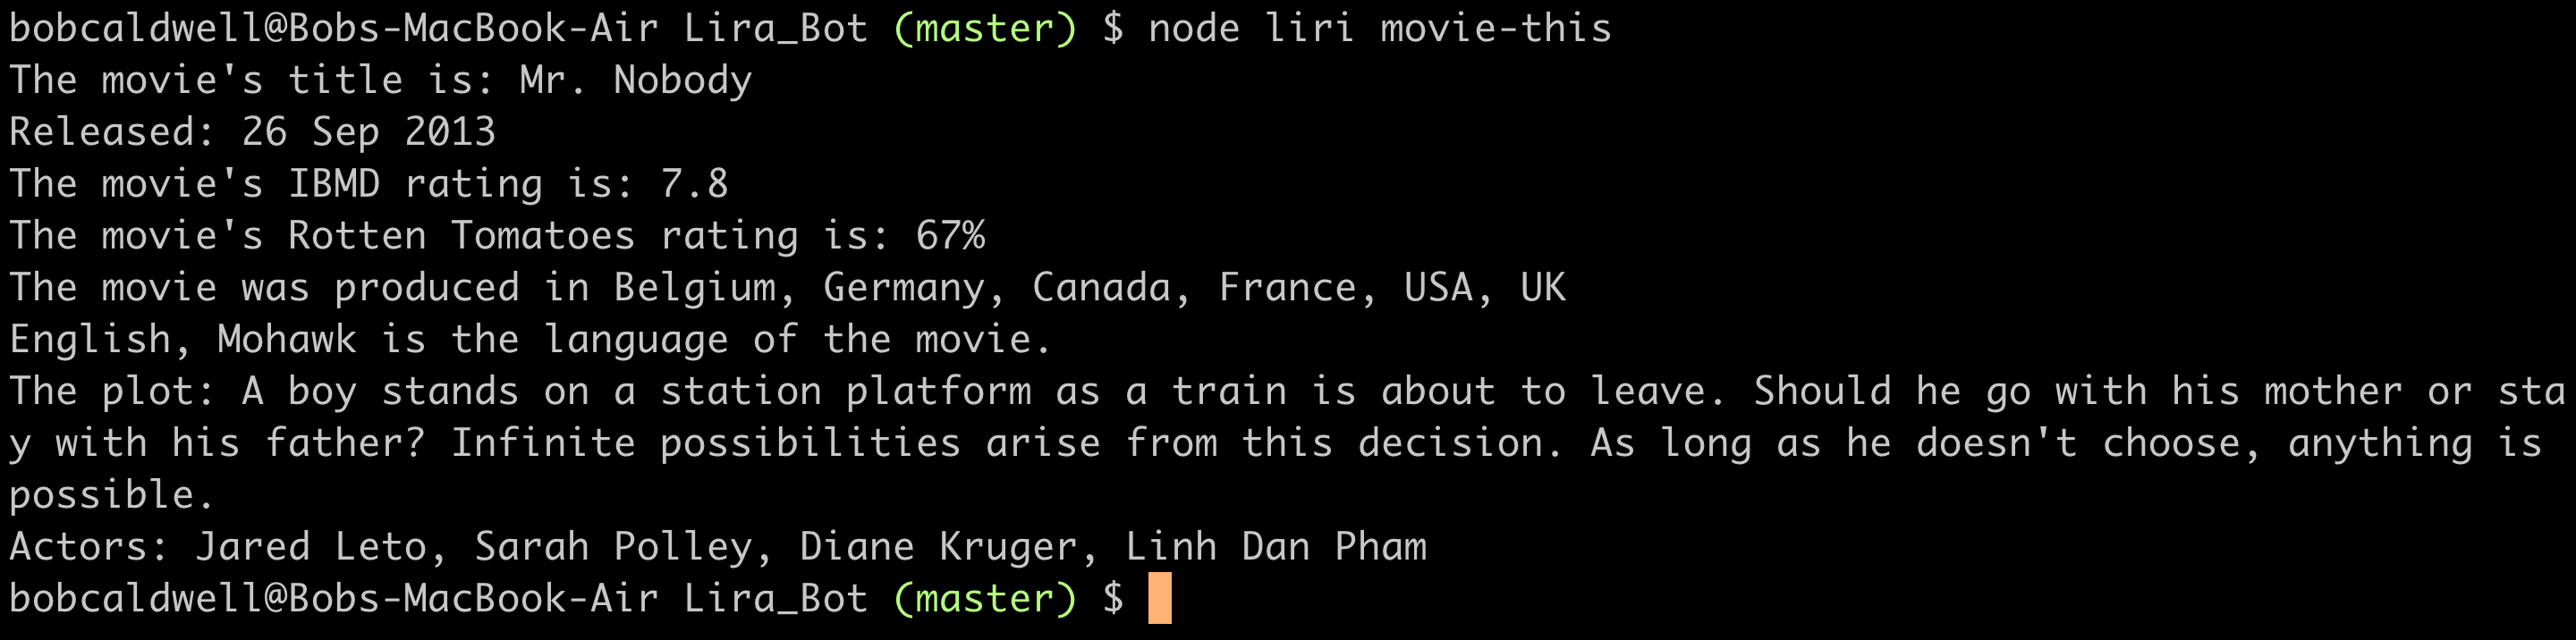 bobcaldwell@Bobs-MacBook-Air Lira_Bot (master) $ node liri movie-this
The movie's title is: Mr. Nobody
Released: 26 Sep 2013
The movie's IBMD rating is: 7.8
The movie's Rotten Tomatoes rating is: 67%
The movie was produced in Belgium, Germany, Canada, France, USA, UK
English, Mohawk is the language of the movie.
The plot: A boy stands on a station platform as a train is about to leave. Should he go with his mother or sta
y with his father? Infinite possibilities arise from this decision. As long as he doesn't choose, anything is
possible.
Actors: Jared Leto, Sarah Polley, Diane Kruger, Linh Dan Pham
bobcaldwell@Bobs-MacBook-Air Lira_Bot (master) $